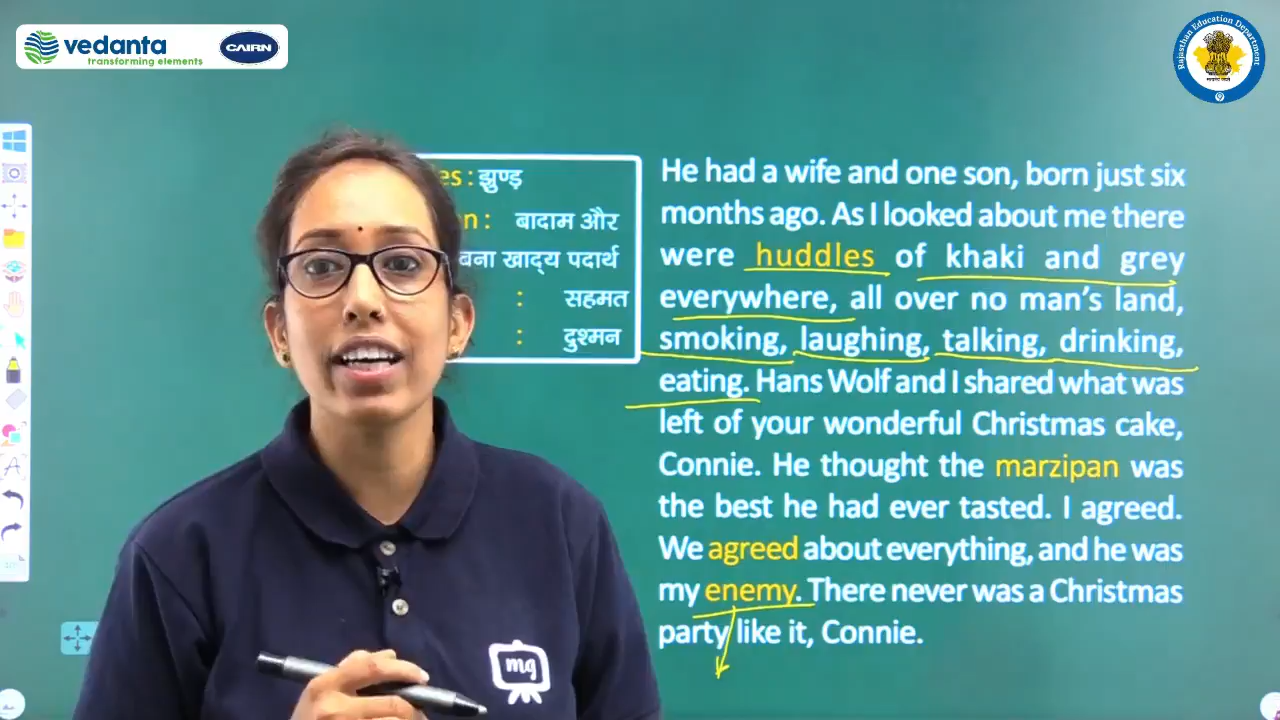 vedanta
transforming elements
CAIRN
Rajasthan Education Department
es : झुण्ड़
n : बादाम और
बना खाद्य पदार्थ
: सहमत
: दुश्मन
He had a wife and one son, born just six
months ago. As I looked about me there
were huddles of khaki and grey
everywhere, all over no man's land,
smoking, laughing, talking, drinking,
eating. Hans Wolf and I shared what was
left of your wonderful Christmas cake,
Connie. He thought the marzipan was
the best he had ever tasted. I agreed.
We agreed about everything, and he was
my enemy. There never was a Christmas
party like it, Connie.
mg